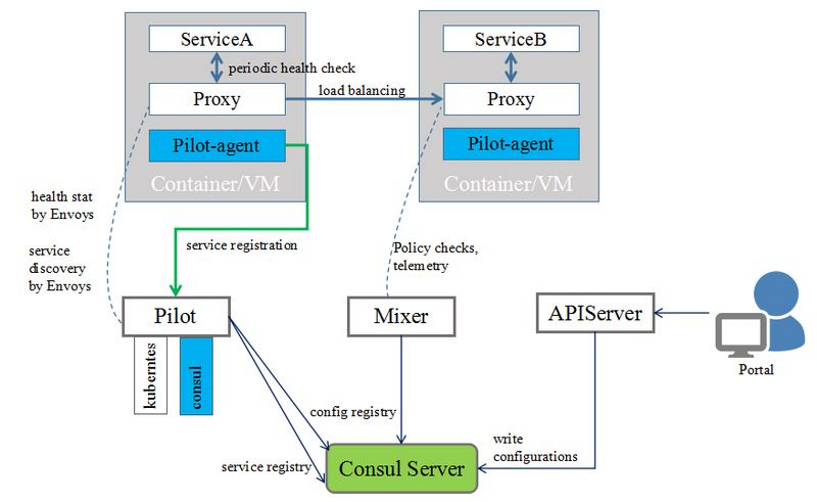 ServiceA
ServiceB
periodic health check
Proxy
load balancing
Proxy
Pilot-agent
Pilot-agent
Container/VM
Container/VM
health stat
by Envoys
service
discovery
by Envoys
service registration
Policy checks,
telemetry
Pilot
Mixer
APIServer
Portal
kuberntes
consul
config registry
service registry
write
configurations
Consul Server